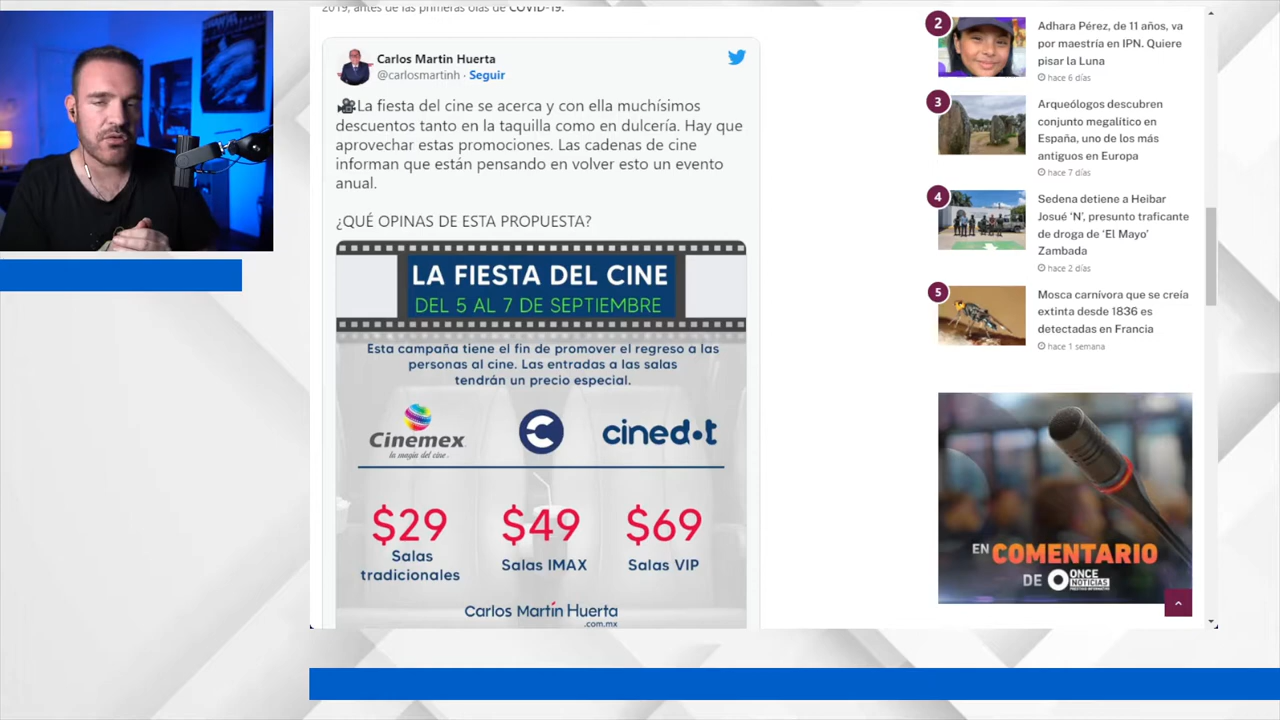 2019, antes de las primeras olas de COVID-19.
Carlos Martin Huerta
@carlosmartinh · Seguir
🎥La fiesta del cine se acerca y con ella muchísimos
descuentos tanto en la taquilla como en dulcería. Hay que
aprovechar estas promociones. Las cadenas de cine
informan que están pensando en volver esto un evento
anual.
¿QUÉ OPINAS DE ESTA PROPUESTA?
LA FIESTA DEL CINE
DEL 5 AL 7 DE SEPTIEMBRE
Esta campaña tiene el fin de promover el regreso a las
personas al cine. Las entradas a las salas
tendrán un precio especial.
Cinemex
la magia del cine.
cinedot
$29
Salas
tradicionales
$49
Salas IMAX
$69
Salas VIP
Carlos Martín Huerta
.com.mx
2
Adhara Pérez, de 11 años, va
por maestría en IPN. Quiere
pisar la Luna
hace 6 días
3
Arqueólogos descubren
conjunto megalítico en
España, uno de los más
antiguos en Europa
hace 7 días
4
Sedena detiene a Heibar
Josué ‘N’, presunto traficante
de droga de ‘El Mayo’
Zambada
hace 2 días
5
Mosca carnívora que se creía
extinta desde 1836 es
detectadas en Francia
hace 1 semana
EN COMENTARIO
DE ONCE
NOTICIAS